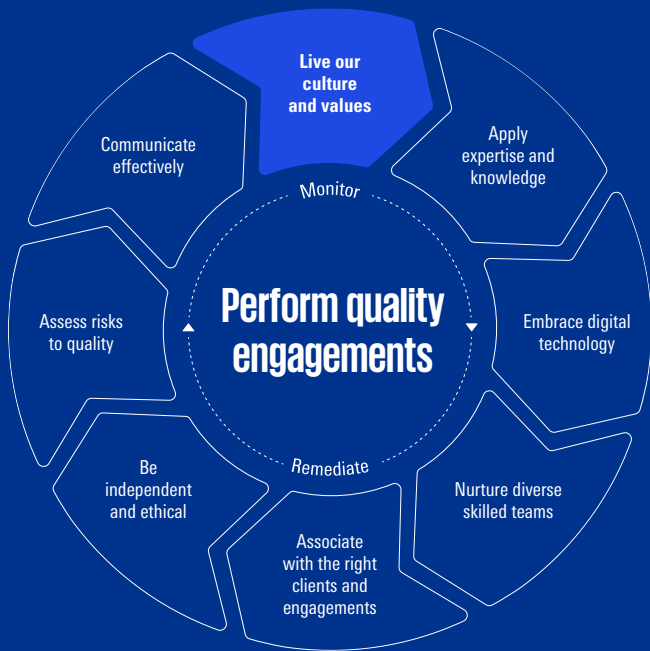 Live our
culture
and values
Apply
expertise and
knowledge
Embrace digital
technology
Nurture diverse
skilled teams
Associate
with the right
clients and
engagements
Be
independent
and ethical
Assess risks
to quality
Communicate
effectively
Monitor
Perform quality
engagements
Remediate